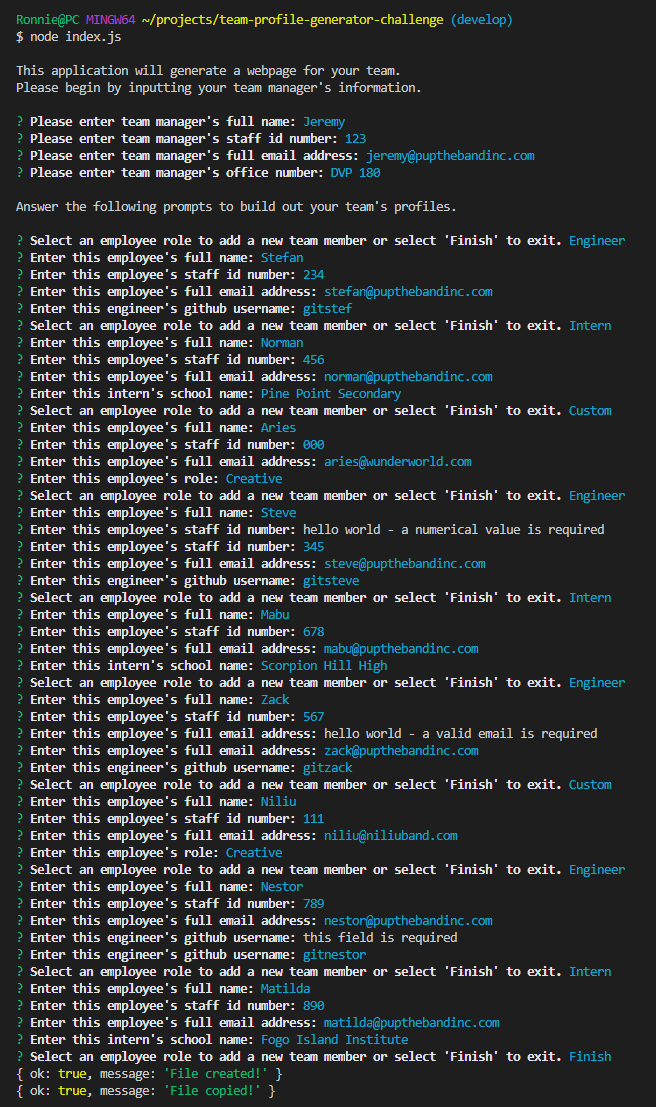 Ronnie@PC MINGW64 ~/projects/team-profile-generator-challenge (develop)
$ node index.js
This application will generate a webpage for your team.
Please begin by inputting your team manager's information.
? Please enter team manager's full name: Jeremy
? Please enter team manager's staff id number: 123
? Please enter team manager's full email address: jeremy@pupthebandinc.com
? Please enter team manager's office number: DVP 180
Answer the following prompts to build out your team's profiles.
? Select an employee role to add a new team member or select 'Finish' to exit. Engineer
? Enter this employee's full name: Stefan
? Enter this employee's staff id number: 234
? Enter this employee's full email address: stefan@pupthebandinc.com
? Enter this engineer's github username: gitstef
? Select an employee role to add a new team member or select 'Finish' to exit. Intern
? Enter this employee's full name: Norman
? Enter this employee's staff id number: 456
? Enter this employee's full email address: norman@pupthebandinc.com
? Enter this intern's school name: Pine Point Secondary
? Select an employee role to add a new team member or select 'Finish' to exit. Custom
? Enter this employee's full name: Aries
? Enter this employee's staff id number: 000
? Enter this employee's full email address: aries@wunderworld.com
? Enter this employee's role: Creative
? Select an employee role to add a new team member or select 'Finish' to exit. Engineer
? Enter this employee's full name: Steve
? Enter this employee's staff id number: hello world - a numerical value is required
? Enter this employee's staff id number: 345
? Enter this employee's full email address: steve@pupthebandinc.com
? Enter this engineer's github username: gitsteve
? Select an employee role to add a new team member or select 'Finish' to exit. Intern
? Enter this employee's full name: Mabu
? Enter this employee's staff id number: 678
? Enter this employee's full email address: mabu@pupthebandinc.com
? Enter this intern's school name: Scorpion Hill High
? Select an employee role to add a new team member or select 'Finish' to exit. Engineer
? Enter this employee's full name: Zack
? Enter this employee's staff id number: 567
? Enter this employee's full email address: hello world - a valid email is required
? Enter this employee's full email address: zack@pupthebandinc.com
? Enter this engineer's github username: gitzack
? Select an employee role to add a new team member or select 'Finish' to exit. Custom
? Enter this employee's full name: Niliu
? Enter this employee's staff id number: 111
? Enter this employee's full email address: niliu@niliuband.com
? Enter this employee's role: Creative
? Select an employee role to add a new team member or select 'Finish' to exit. Engineer
? Enter this employee's full name: Nestor
? Enter this employee's staff id number: 789
? Enter this employee's full email address: nestor@pupthebandinc.com
? Enter this engineer's github username: this field is required
? Enter this engineer's github username: gitnestor
? Select an employee role to add a new team member or select 'Finish' to exit. Intern
? Enter this employee's full name: Matilda
? Enter this employee's staff id number: 890
? Enter this employee's full email address: matilda@pupthebandinc.com
? Enter this intern's school name: Fogo Island Institute
? Select an employee role to add a new team member or select 'Finish' to exit. Finish
{ ok: true, message: 'File created!' }
{ ok: true, message: 'File copied!' }